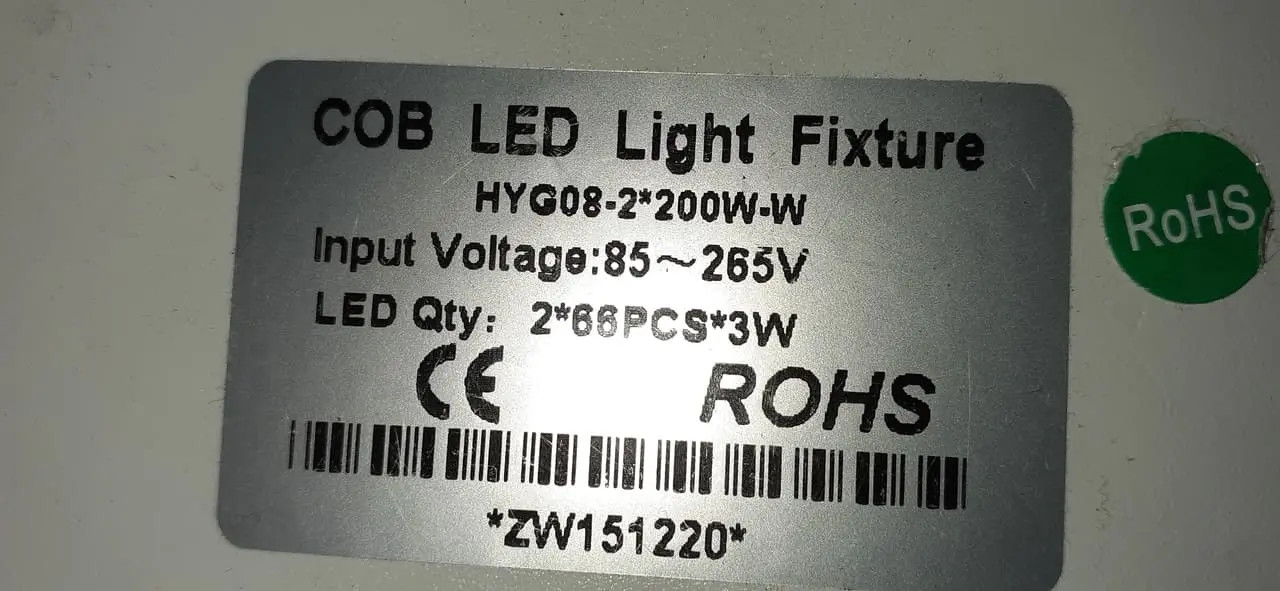 COB LED Light Fixture
HYG08-2*200W-W
Input Voltage:85～265V
LED Qty: 2*66PCS*3W
CE ROHS
*ZW151220*
RoHS